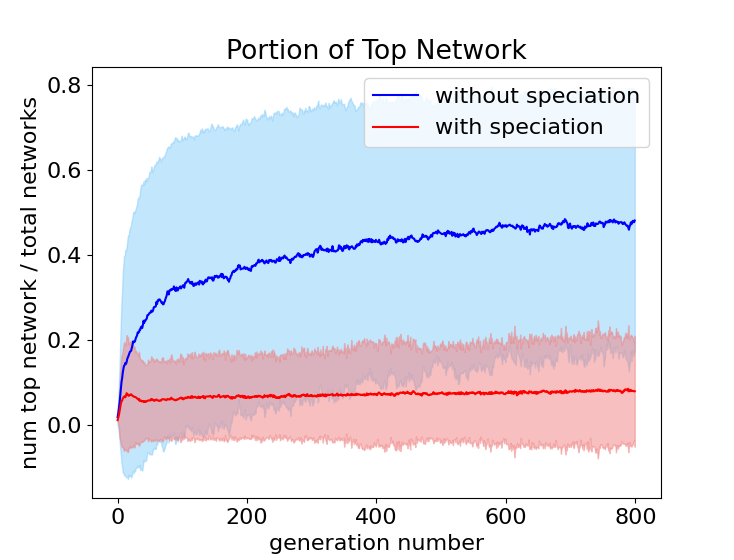 Portion of Top Network
without speciation
with speciation
num top network / total networks
0.8
0.6
0.4
0.2
0.0
0
200
400
600
800
generation number